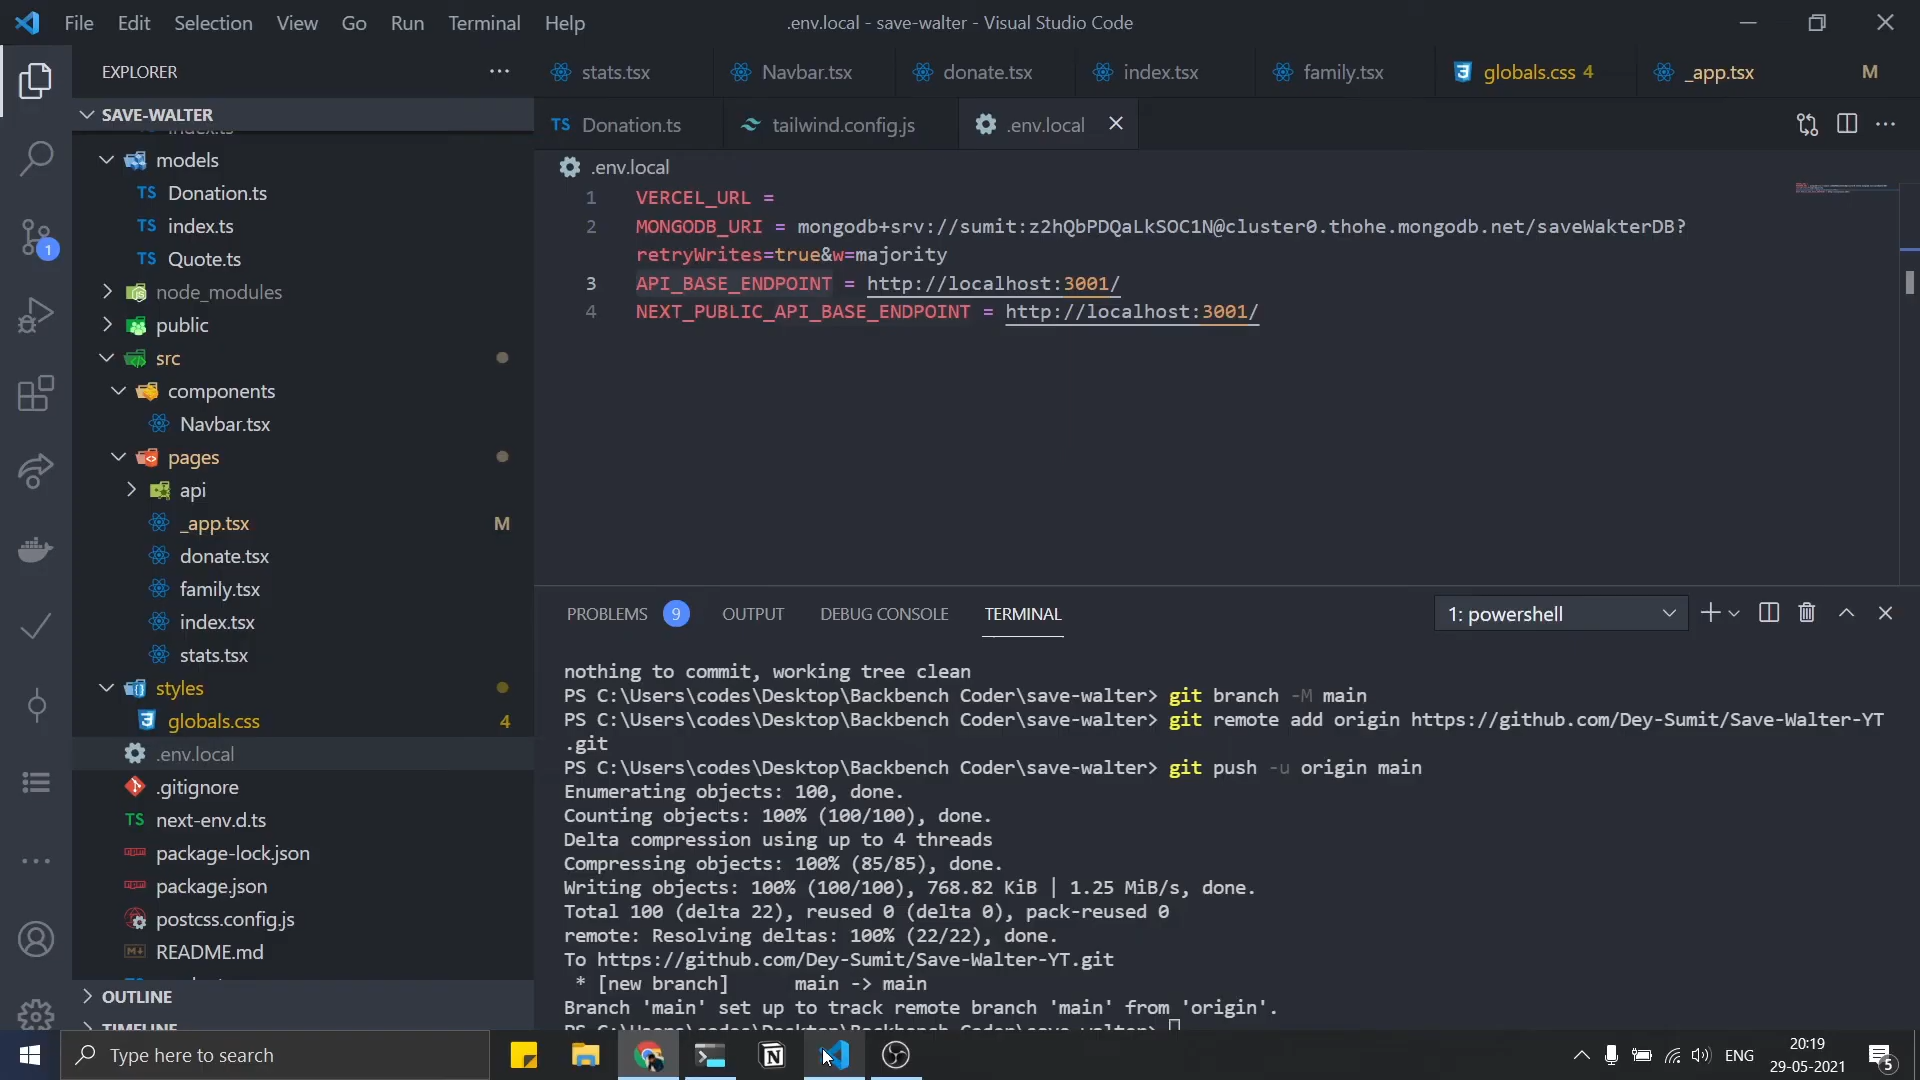 File Edit Selection View Go Run Terminal Help
.env.local - save-walter - Visual Studio Code
EXPLORER
SAVE-WALTER
index.ts
models
Donation.ts
index.ts
Quote.ts
node_modules
public
src
components
Navbar.tsx
pages
api
_app.tsx M
donate.tsx
family.tsx
index.tsx
stats.tsx
styles
globals.css 4
.env.local
.gitignore
next-env.d.ts
package-lock.json
package.json
postcss.config.js
README.md
OUTLINE
TIMELINE
1
stats.tsx Navbar.tsx donate.tsx index.tsx family.tsx globals.css 4 _app.tsx M
Donation.ts tailwind.config.js .env.local
.env.local
1 VERCEL_URL =
2 MONGODB_URI = mongodb+srv://sumit:z2hQbPDQaLkSOC1N@cluster0.thohe.mongodb.net/saveWakterDB?
retryWrites=true&w=majority
3 API_BASE_ENDPOINT = http://localhost:3001/
4 NEXT_PUBLIC_API_BASE_ENDPOINT = http://localhost:3001/
PROBLEMS 9 OUTPUT DEBUG CONSOLE TERMINAL 1: powershell
nothing to commit, working tree clean
PS C:\Users\codes\Desktop\Backbench Coder\save-walter> git branch -M main
PS C:\Users\codes\Desktop\Backbench Coder\save-walter> git remote add origin https://github.com/Dey-Sumit/Save-Walter-YT
.git
PS C:\Users\codes\Desktop\Backbench Coder\save-walter> git push -u origin main
Enumerating objects: 100, done.
Counting objects: 100% (100/100), done.
Delta compression using up to 4 threads
Compressing objects: 100% (85/85), done.
Writing objects: 100% (100/100), 768.82 KiB | 1.25 MiB/s, done.
Total 100 (delta 22), reused 0 (delta 0), pack-reused 0
remote: Resolving deltas: 100% (22/22), done.
To https://github.com/Dey-Sumit/Save-Walter-YT.git
* [new branch] main -> main
Branch 'main' set up to track remote branch 'main' from 'origin'.
PS C:\Users\codes\Desktop\Backbench Coder\save-walter>
Type here to search
ENG
20:19
29-05-2021
5